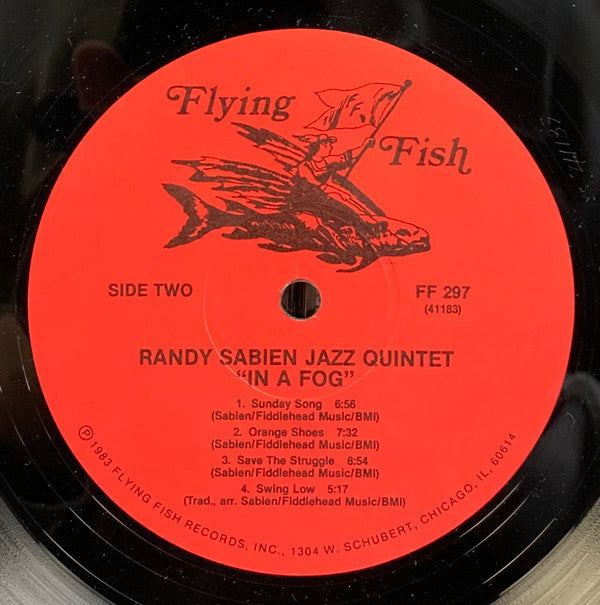 Flying
Fish
SIDE TWO
FF 297
(41183)
RANDY SABIEN JAZZ QUINTET
"IN A FOG"
1. Sunday Song 6:56
(Sabien/Fiddlehead Music/BMI)
2. Orange Shoes 7:32
(Sabien/Fiddlehead Music/BMI)
3. Save The Struggle 6:54
(Sabien/Fiddlehead Music/BMI)
4. Swing Low 5:17
(Trad., arr. Sabien/Fiddlehead Music/BMI)
Ⓟ 1983 FLYING FISH RECORDS, INC., 1304 W. SCHUBERT, CHICAGO, IL, 60614